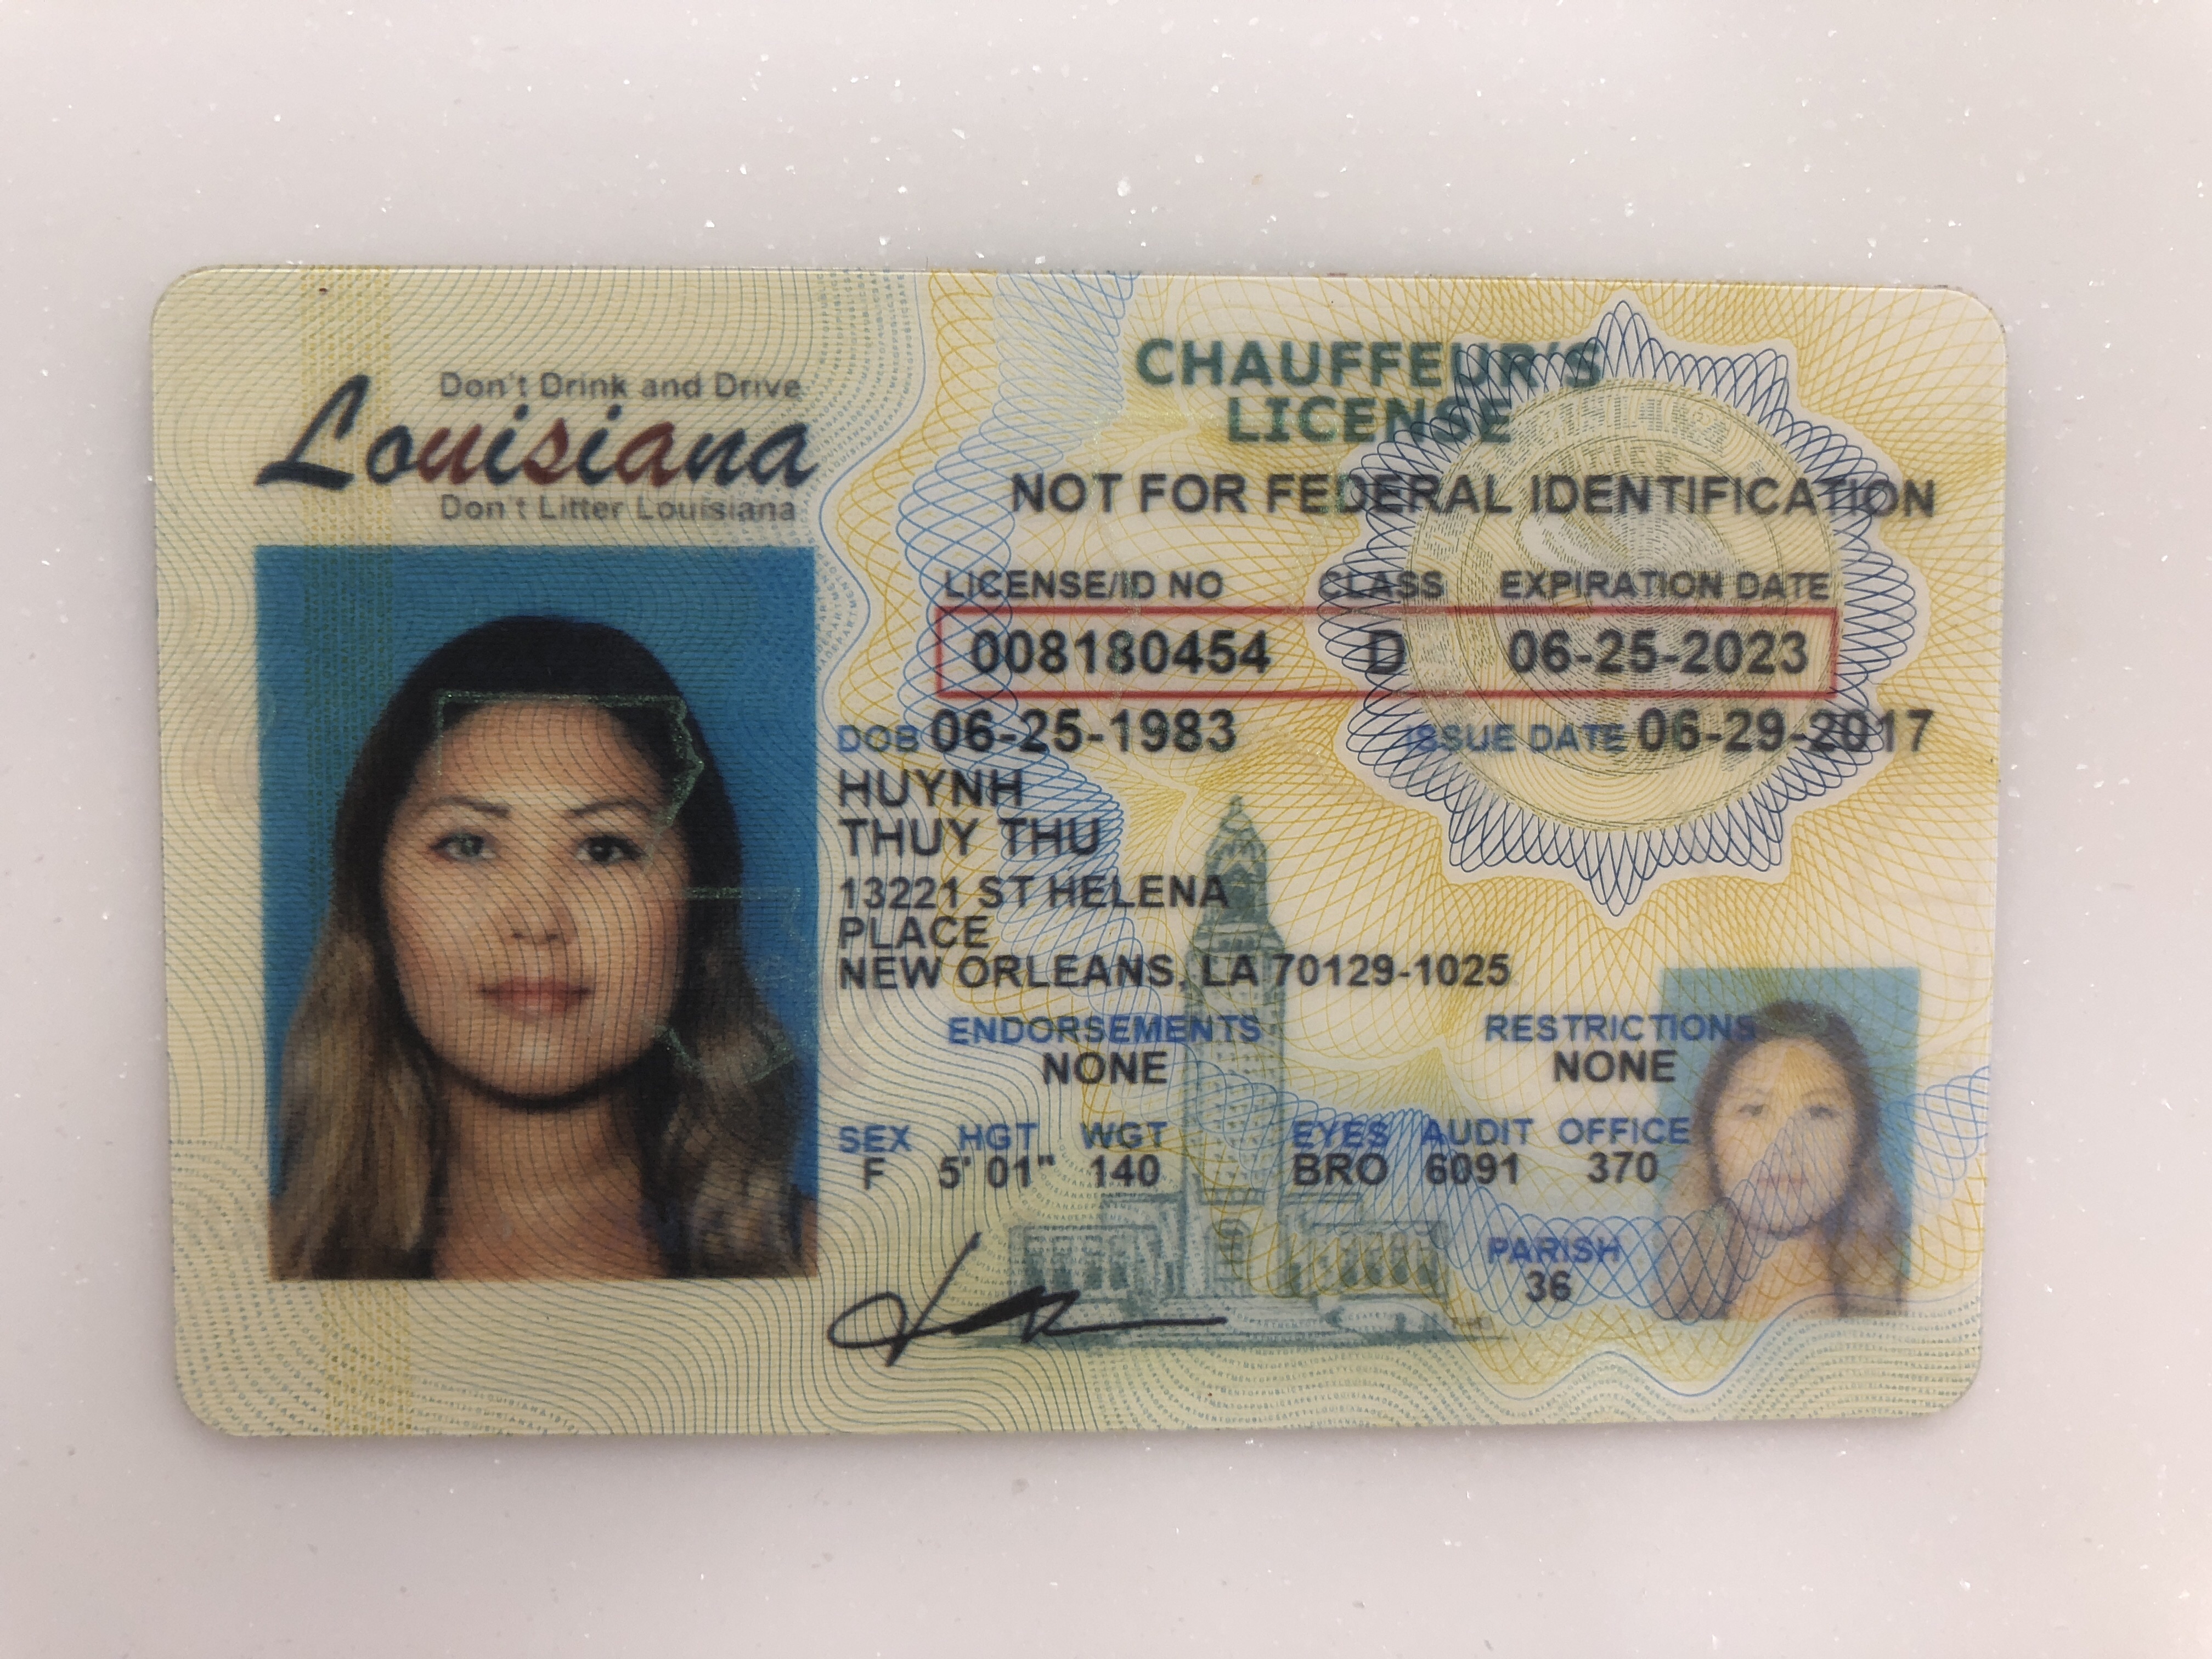 Don't Drink and Drive
Louisiana
Don't Litter Louisiana
CHAUFFEUR'S
LICENSE
NOT FOR FEDERAL IDENTIFICATION
LICENSE/ID NO CLASS EXPIRATION DATE
008180454 D 06-25-2023
DOB 06-25-1983 ISSUE DATE 06-29-2017
HUYNH
THUY THU
13221 ST HELENA
PLACE
NEW ORLEANS, LA 70129-1025
ENDORSEMENTS RESTRICTIONS
NONE NONE
SEX HGT WGT EYES AUDIT OFFICE
F 5' 01" 140 BRO 6091 370
PARISH
36